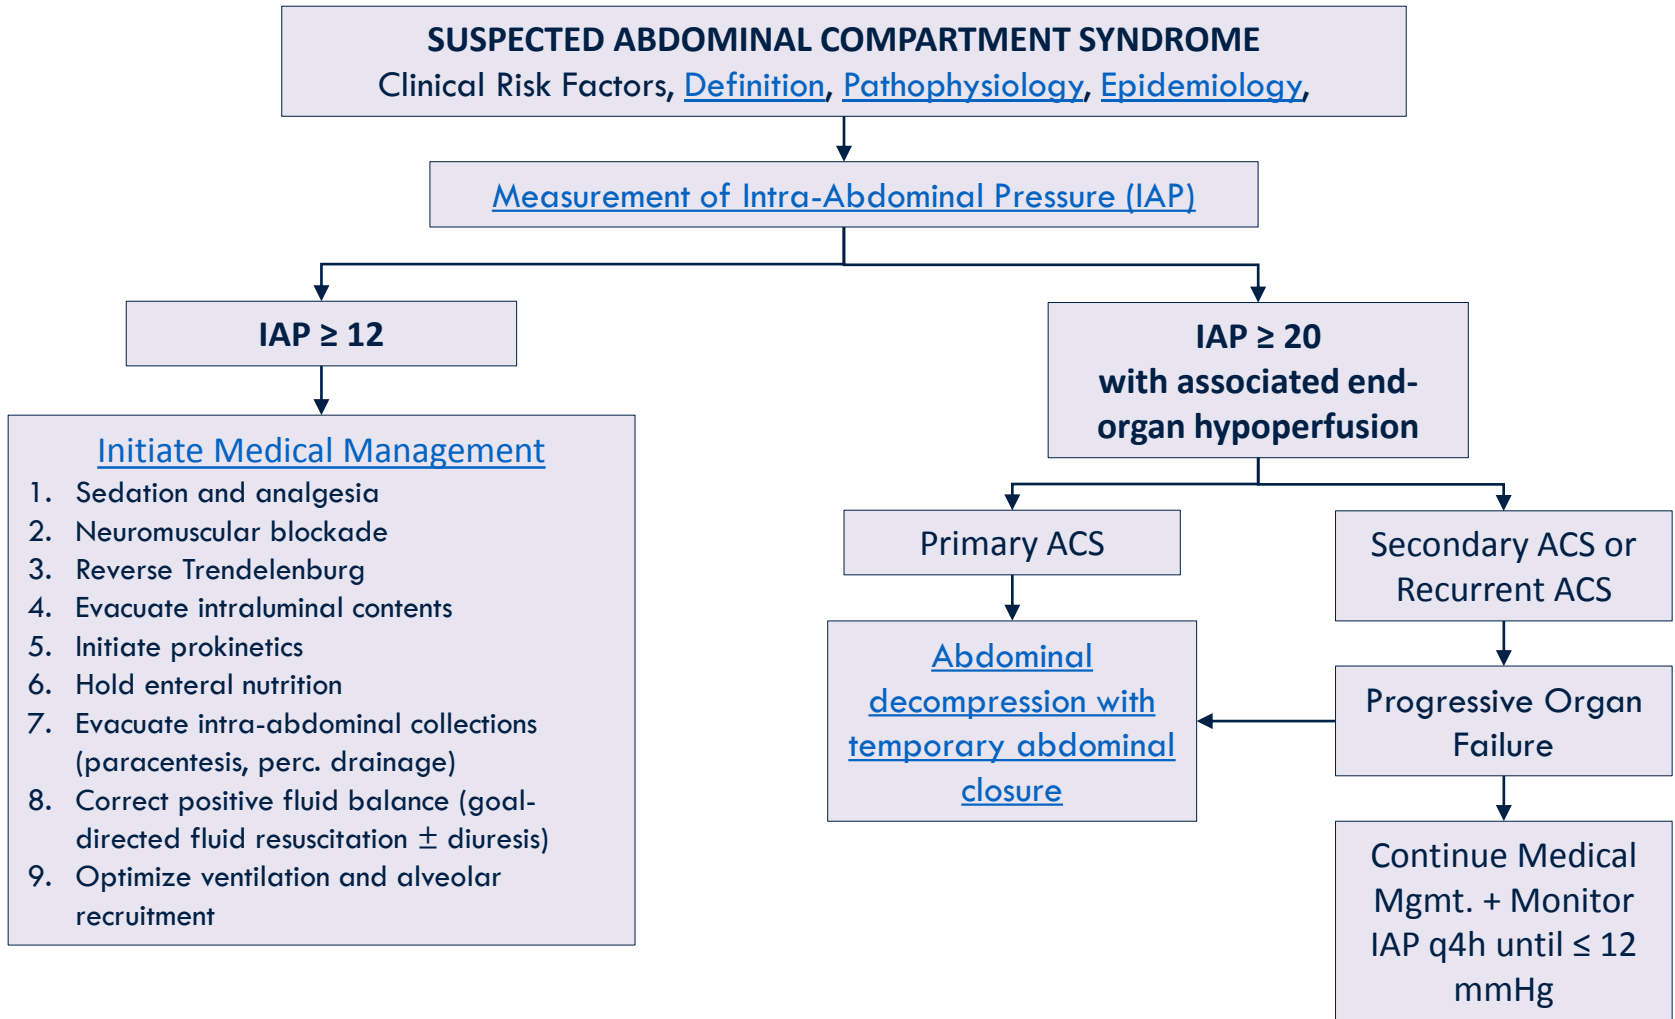 SUSPECTED ABDOMINAL COMPARTMENT SYNDROME
Clinical Risk Factors, Definition, Pathophysiology, Epidemiology,
Measurement of Intra-Abdominal Pressure (IAP)
IAP ≥ 12
Initiate Medical Management
1. Sedation and analgesia
2. Neuromuscular blockade
3. Reverse Trendelenburg
4. Evacuate intraluminal contents
5. Initiate prokinetics
6. Hold enteral nutrition
7. Evacuate intra-abdominal collections
(paracentesis, perc. drainage)
8. Correct positive fluid balance (goal-
directed fluid resuscitation ± diuresis)
9. Optimize ventilation and alveolar
recruitment
IAP ≥ 20
with associated end-
organ hypoperfusion
Primary ACS
Abdominal
decompression with
temporary abdominal
closure
Secondary ACS or
Recurrent ACS
Progressive Organ
Failure
Continue Medical
Mgmt. + Monitor
IAP q4h until ≤ 12
mmHg